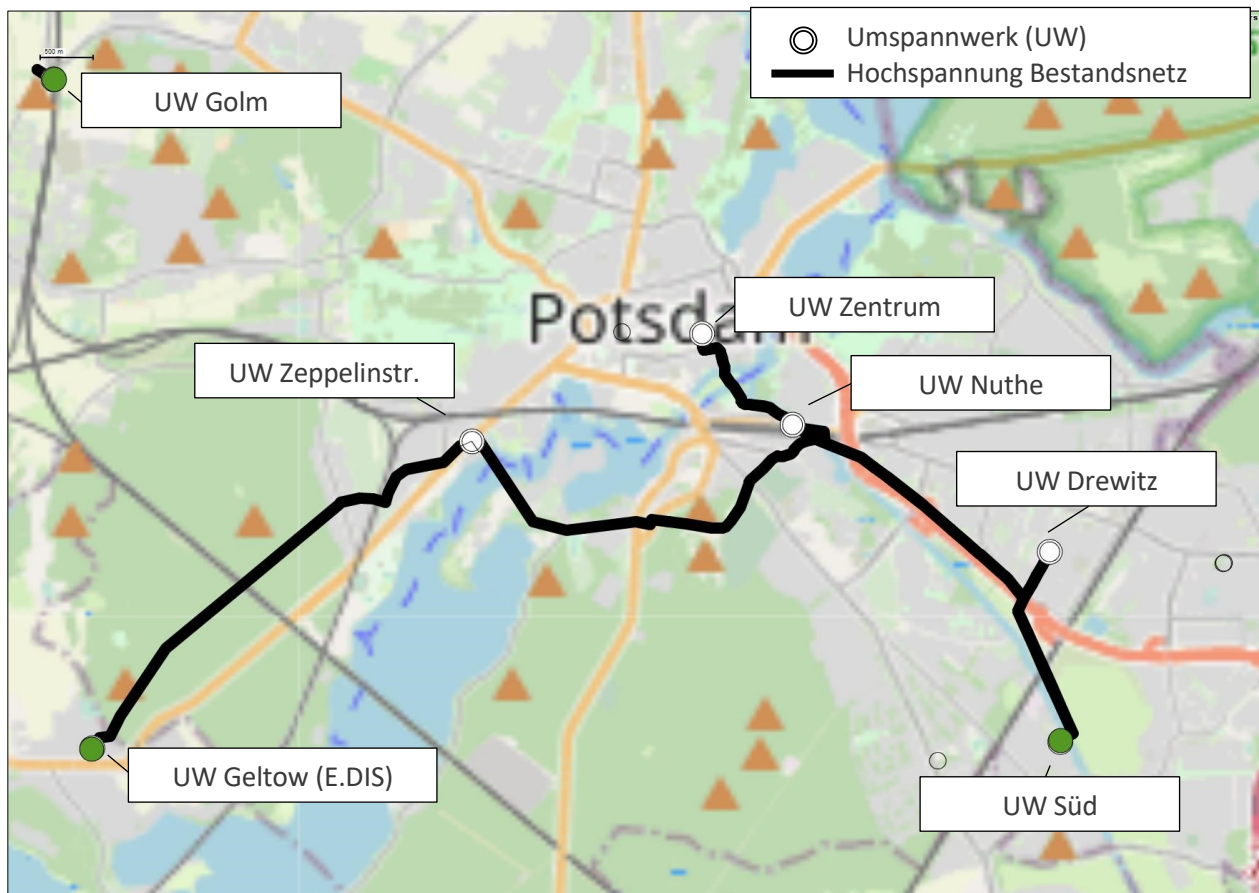 Umspannwerk (UW)
Hochspannung Bestandsnetz
500 m
UW Golm
Potsdam
UW Zentrum
UW Zeppelinstr.
UW Nuthe
UW Drewitz
UW Geltow (E.DIS)
UW Süd